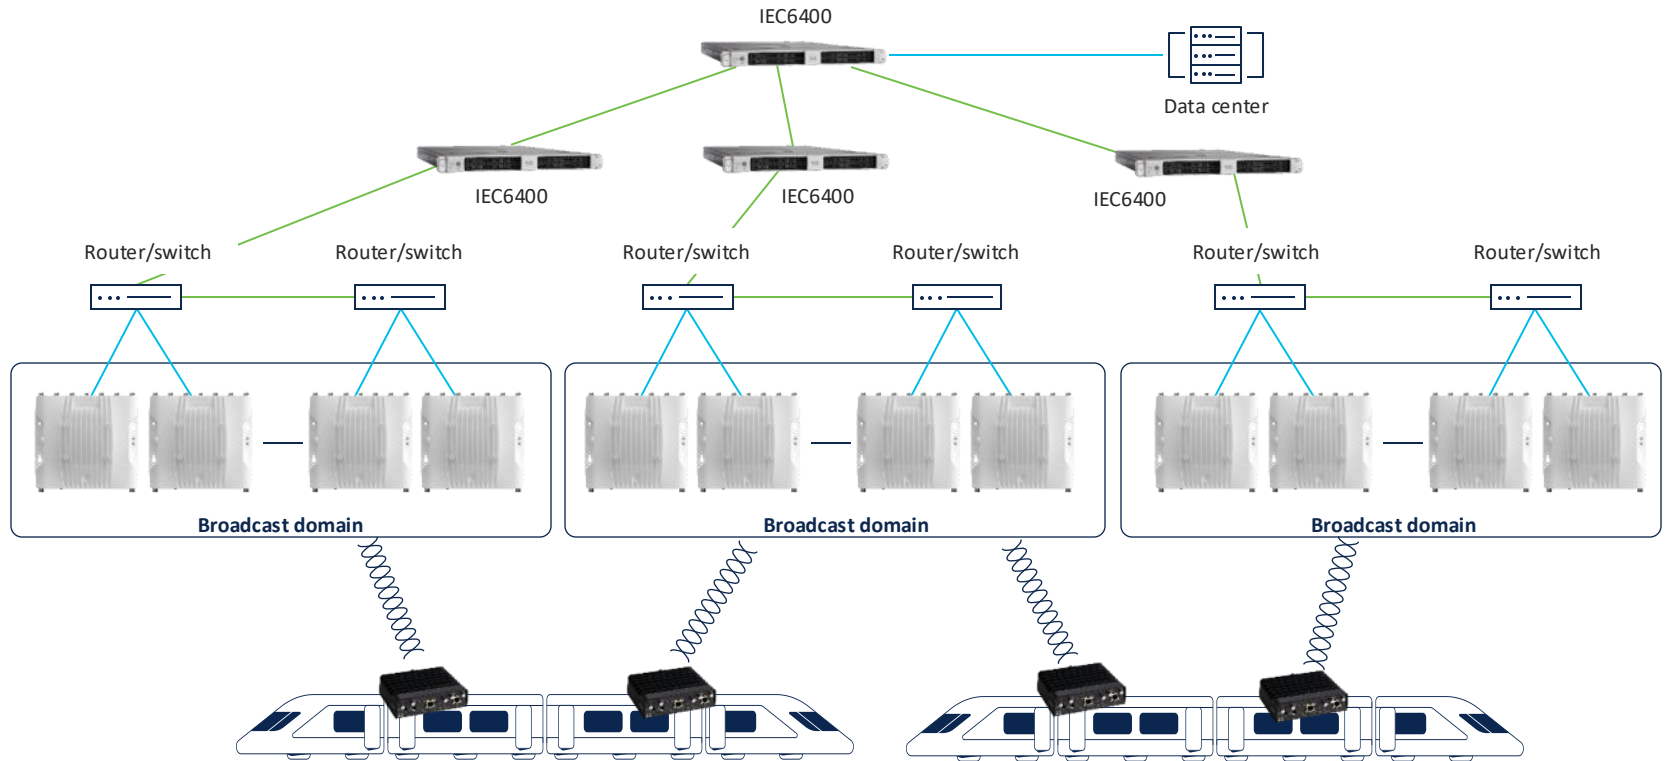 IEC6400
Data center
IEC6400
IEC6400
IEC6400
Router/switch
Router/switch
Router/switch
Router/switch
Router/switch
Router/switch
Broadcast domain
Broadcast domain
Broadcast domain